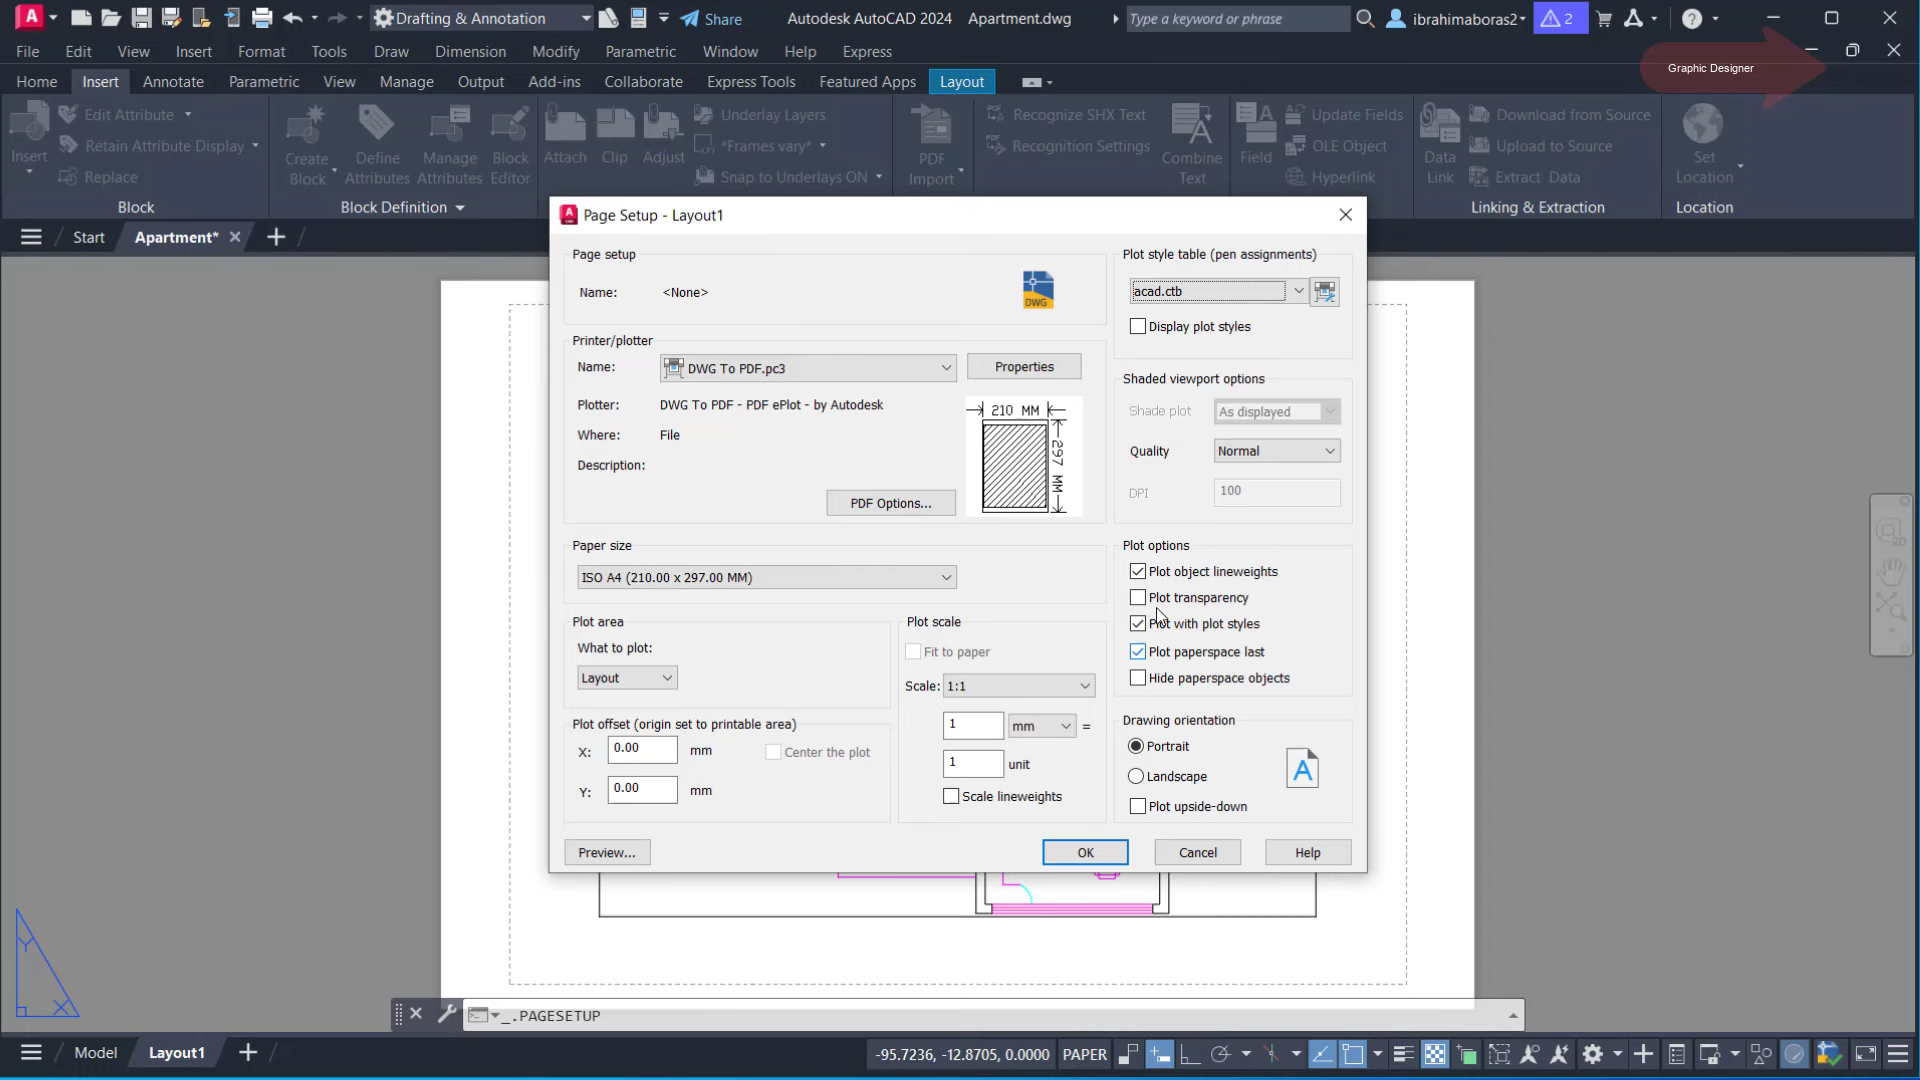 Drafting & Annotation Share Autodesk AutoCAD 2024 Apartment.dwg Type a keyword or phrase ibrahimaboras2 2
File Edit View Insert Format Tools Draw Dimension Modify Parametric Window Help Express
Graphic Designer
Home Insert Annotate Parametric View Manage Output Add-ins Collaborate Express Tools Featured Apps Layout
Insert
Edit Attribute
Retain Attribute Display
Replace
Block
Create Block
Define Attributes
Manage Attributes
Block Editor
Block Definition
Attach
Clip
Adjust
Underlay Layers
*Frames vary*
Snap to Underlays ON
PDF Import
Recognize SHX Text
Recognition Settings
Combine Text
Field
Update Fields
OLE Object
Hyperlink
Data Link
Download from Source
Upload to Source
Extract Data
Linking & Extraction
Set Location
Location
Start Apartment*
Page Setup - Layout1
Page setup
Name: <None>
DWG
Printer/plotter
Name: DWG To PDF.pc3 Properties
Plotter: DWG To PDF - PDF ePlot - by Autodesk
Where: File
Description:
210 MM
297 MM
PDF Options...
Paper size
ISO A4 (210.00 x 297.00 MM)
Plot area
What to plot:
Layout
Plot offset (origin set to printable area)
X: 0.00 mm Center the plot
Y: 0.00 mm
Plot scale
Fit to paper
Scale: 1:1
1 mm =
1 unit
Scale lineweights
Plot style table (pen assignments)
acad.ctb
Display plot styles
Shaded viewport options
Shade plot As displayed
Quality Normal
DPI 100
Plot options
Plot object lineweights
Plot transparency
Plot with plot styles
Plot paperspace last
Hide paperspace objects
Drawing orientation
Portrait
Landscape
Plot upside-down
A
Preview... OK Cancel Help
Y
X
_.PAGESETUP
Model Layout1 -95.7236, -12.8705, 0.0000 PAPER